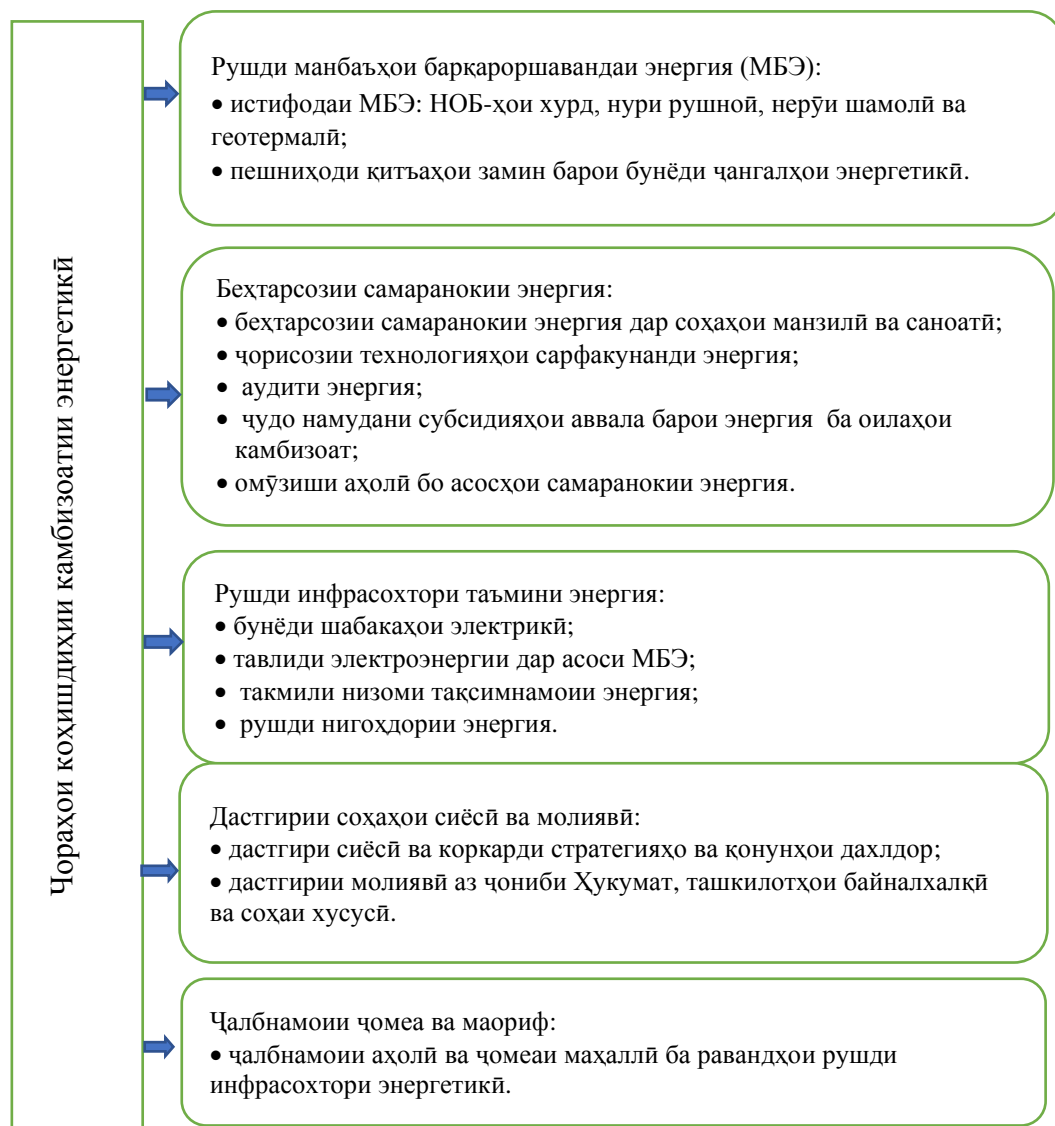 Чораҳои коҳишдиҳии камбизоатии энергетикӣ
Рушди манбаъҳои барқароршавандаи энергия (МБЭ):
• истифодаи МБЭ: НОБ-ҳои хурд, нури рушноӣ, нерӯи шамолӣ ва
геотермалӣ;
• пешниҳоди қитъаҳои замин барои бунёди ҷангалҳои энергетикӣ.
Беҳтарсозии самаранокии энергия:
• беҳтарсозии самаранокии энергия дар соҳаҳои манзилӣ ва саноатӣ;
• ҷорисозии технологияҳои сарфакунанди энергия;
• аудити энергия;
• ҷудо намудани субсидияҳои аввала барои энергия ба оилаҳои
камбизоат;
• омӯзиши аҳолӣ бо асосҳои самаранокии энергия.
Рушди инфрасохтори таъмини энергия:
• бунёди шабакаҳои электрикӣ;
• тавлиди электроэнергии дар асоси МБЭ;
• такмили низоми тақсимнамоии энергия;
• рушди нигоҳдории энергия.
Дастгирии соҳаҳои сиёсӣ ва молиявӣ:
• дастгири сиёсӣ ва коркарди стратегияҳо ва қонунҳои дахлдор;
• дастгирии молиявӣ аз ҷониби Ҳукумат, ташкилотҳои байналхалқӣ
ва соҳаи хусусӣ.
Ҷалбнамоии ҷомеа ва маориф:
• ҷалбнамоии аҳолӣ ва ҷомеаи маҳаллӣ ба равандҳои рушди
инфрасохтори энергетикӣ.